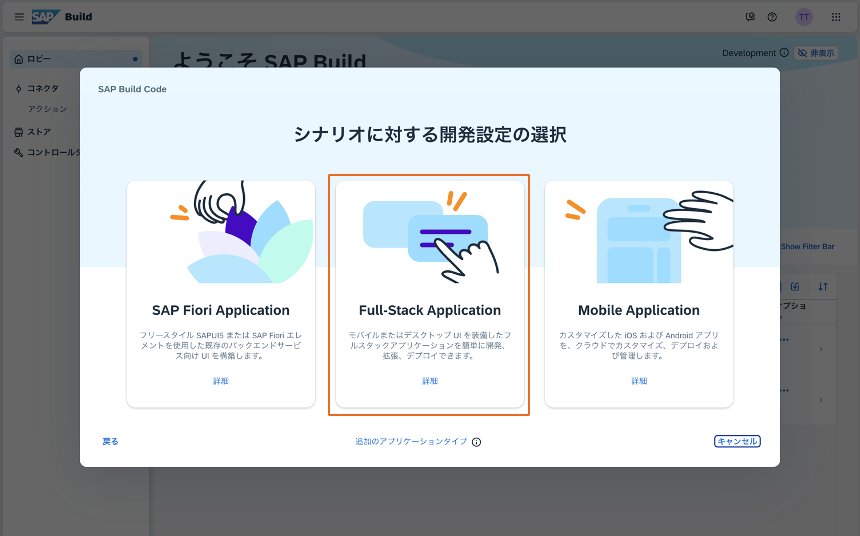 SAP Build
TT
ロビー
ようこそ SAP Build
Development
非表示
コネクタ
アクション
ストア
コントロール
SAP Build Code
シナリオに対する開発設定の選択
SAP Fiori Application
フリースタイル SAPUI5 または SAP Fiori エレ
メントを使用した既存のバックエンドサービ
ス向け UI を構築します。
詳細
Full-Stack Application
モバイルまたはデスクトップ UI を装備したフ
ルスタックアプリケーションを簡単に開発、
拡張、デプロイできます。
詳細
Mobile Application
カスタマイズした iOS および Android アプリ
を、クラウドでカスタマイズ、デプロイおよ
び管理します。
詳細
Show Filter Bar
プショ
戻る
追加のアプリケーションタイプ
キャンセル